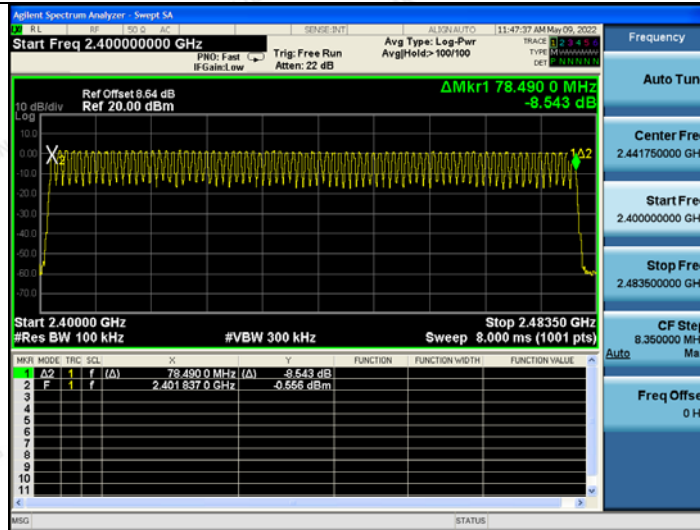 Agilent Spectrum Analyzer - Swept SA
RL RF 50 Ω AC SENSE:INT ALIGN AUTO 11:47:37 AM May 09, 2022
Start Freq 2.400000000 GHz
PNO: Fast
IFGain:Low
Trig: Free Run
Atten: 22 dB
Avg Type: Log-Pwr
Avg|Hold:>100/100
TRACE 1 2 3 4 5 6
TYPE
DET P N N N N N
ΔMkr1 78.490 0 MHz
-8.543 dB
Ref Offset 8.64 dB
10 dB/div Ref 20.00 dBm
Log
10.0
0.00
-10.0
-20.0
-30.0
-40.0
-50.0
-60.0
-70.0
2
1Δ2
Start 2.40000 GHz Stop 2.48350 GHz
#Res BW 100 kHz #VBW 300 kHz Sweep 8.000 ms (1001 pts)
MKR MODE TRC SCL X Y FUNCTION FUNCTION WIDTH FUNCTION VALUE
1 Δ2 1 f (Δ) 78.490 0 MHz (Δ) -8.543 dB
2 F 1 f 2.401 837 0 GHz -0.556 dBm
3
4
5
6
7
8
9
10
11
MSG STATUS
Frequency
Auto Tun
Center Fre
2.441750000 GH
Start Fre
2.400000000 GH
Stop Fre
2.483500000 GH
CF Step
8.350000 MH
Auto Ma
Freq Offse
0 H